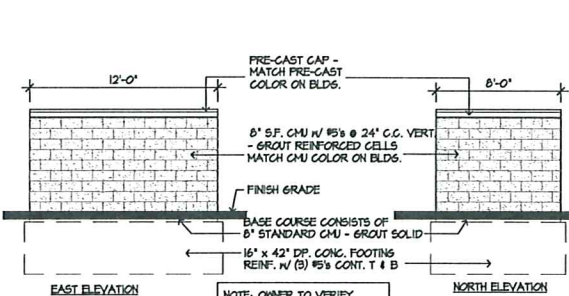 PRE-CAST CAP -
MATCH PRE-CAST
COLOR ON BLDG.
12'-0"
8'-0"
8" S.F. CMU W/ #5's @ 24" C.C. VERT.
- GROUT REINFORCED CELLS
MATCH CMU COLOR ON BLDG.
FINISH GRADE
BASE COURSE CONSISTS OF
8" STANDARD CMU - GROUT SOLID
16" x 42" DP. CONC. FOOTING
REINF. W/ (3) #5's CONT. T & B
EAST ELEVATION
NORTH ELEVATION
NOTE: OWNER TO VERIFY